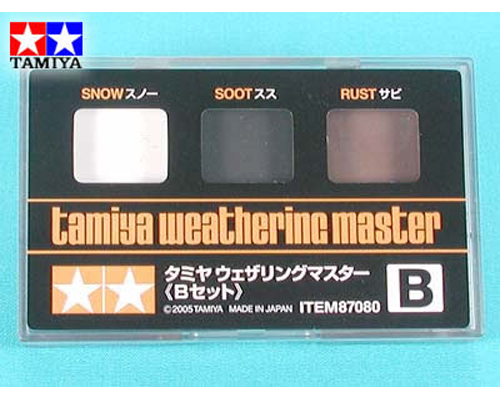 TAMIYA
SNOWスノー SOOTスス RUSTサビ
tamiya weathering master
タミヤ ウェザリングマスター
〈Bセット〉
©2005 TAMIYA MADE IN JAPAN ITEM87080
B